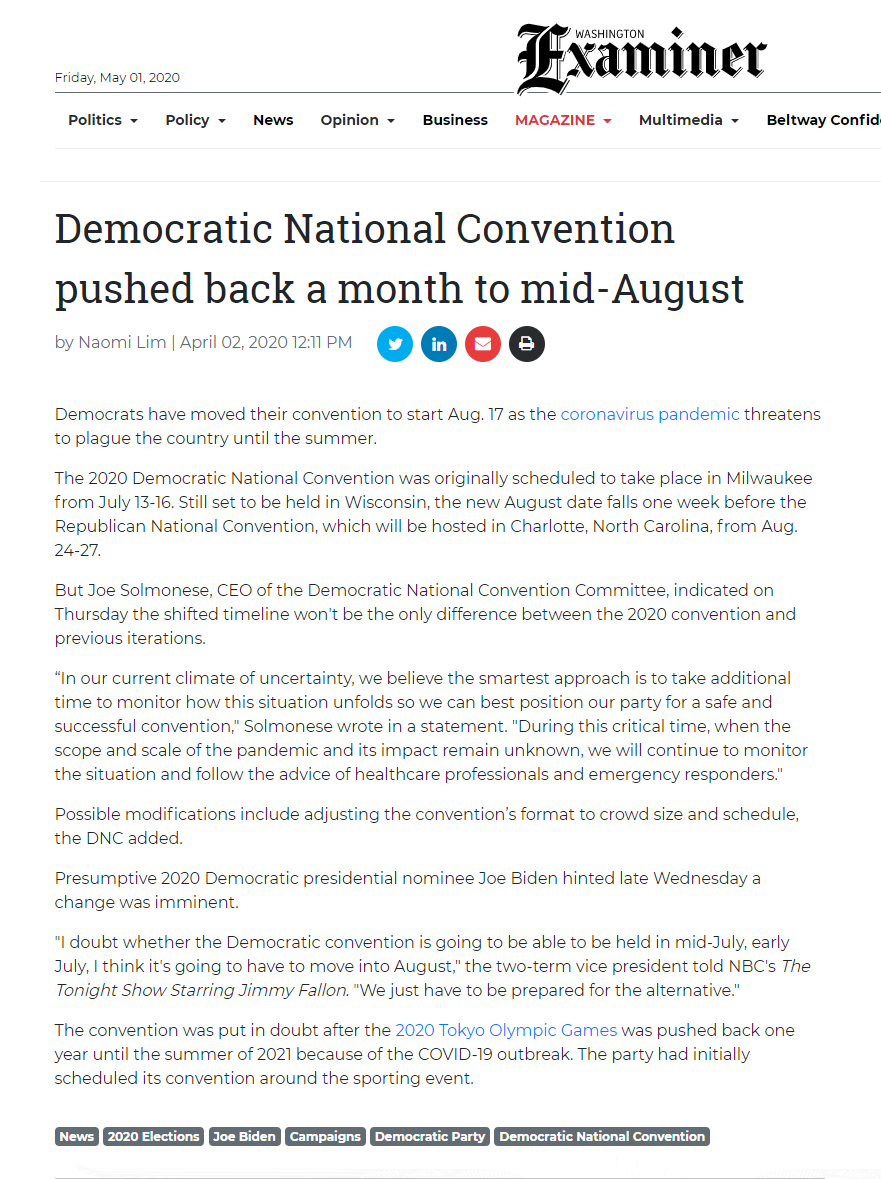 WASHINGTON
Examiner
Friday, May 01, 2020
Politics Policy News Opinion Business MAGAZINE Multimedia Beltway Confid
Democratic National Convention
pushed back a month to mid-August
by Naomi Lim | April 02, 2020 12:11 PM
in
Democrats have moved their convention to start Aug. 17 as the coronavirus pandemic threatens
to plague the country until the summer.
The 2020 Democratic National Convention was originally scheduled to take place in Milwaukee
from July 13-16. Still set to be held in Wisconsin, the new August date falls one week before the
Republican National Convention, which will be hosted in Charlotte, North Carolina, from Aug.
24-27.
But Joe Solmonese, CEO of the Democratic National Convention Committee, indicated on
Thursday the shifted timeline won't be the only difference between the 2020 convention and
previous iterations.
“In our current climate of uncertainty, we believe the smartest approach is to take additional
time to monitor how this situation unfolds so we can best position our party for a safe and
successful convention," Solmonese wrote in a statement. "During this critical time, when the
scope and scale of the pandemic and its impact remain unknown, we will continue to monitor
the situation and follow the advice of healthcare professionals and emergency responders."
Possible modifications include adjusting the convention’s format to crowd size and schedule,
the DNC added.
Presumptive 2020 Democratic presidential nominee Joe Biden hinted late Wednesday a
change was imminent.
"I doubt whether the Democratic convention is going to be able to be held in mid-July, early
July, I think it's going to have to move into August," the two-term vice president told NBC's The
Tonight Show Starring Jimmy Fallon. "We just have to be prepared for the alternative."
The convention was put in doubt after the 2020 Tokyo Olympic Games was pushed back one
year until the summer of 2021 because of the COVID-19 outbreak. The party had initially
scheduled its convention around the sporting event.
News 2020 Elections Joe Biden Campaigns Democratic Party Democratic National Convention